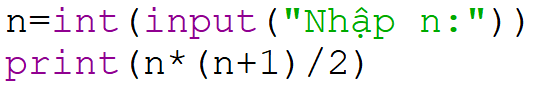 n=int(input("Nhập n:"))
print(n*(n+1)/2)